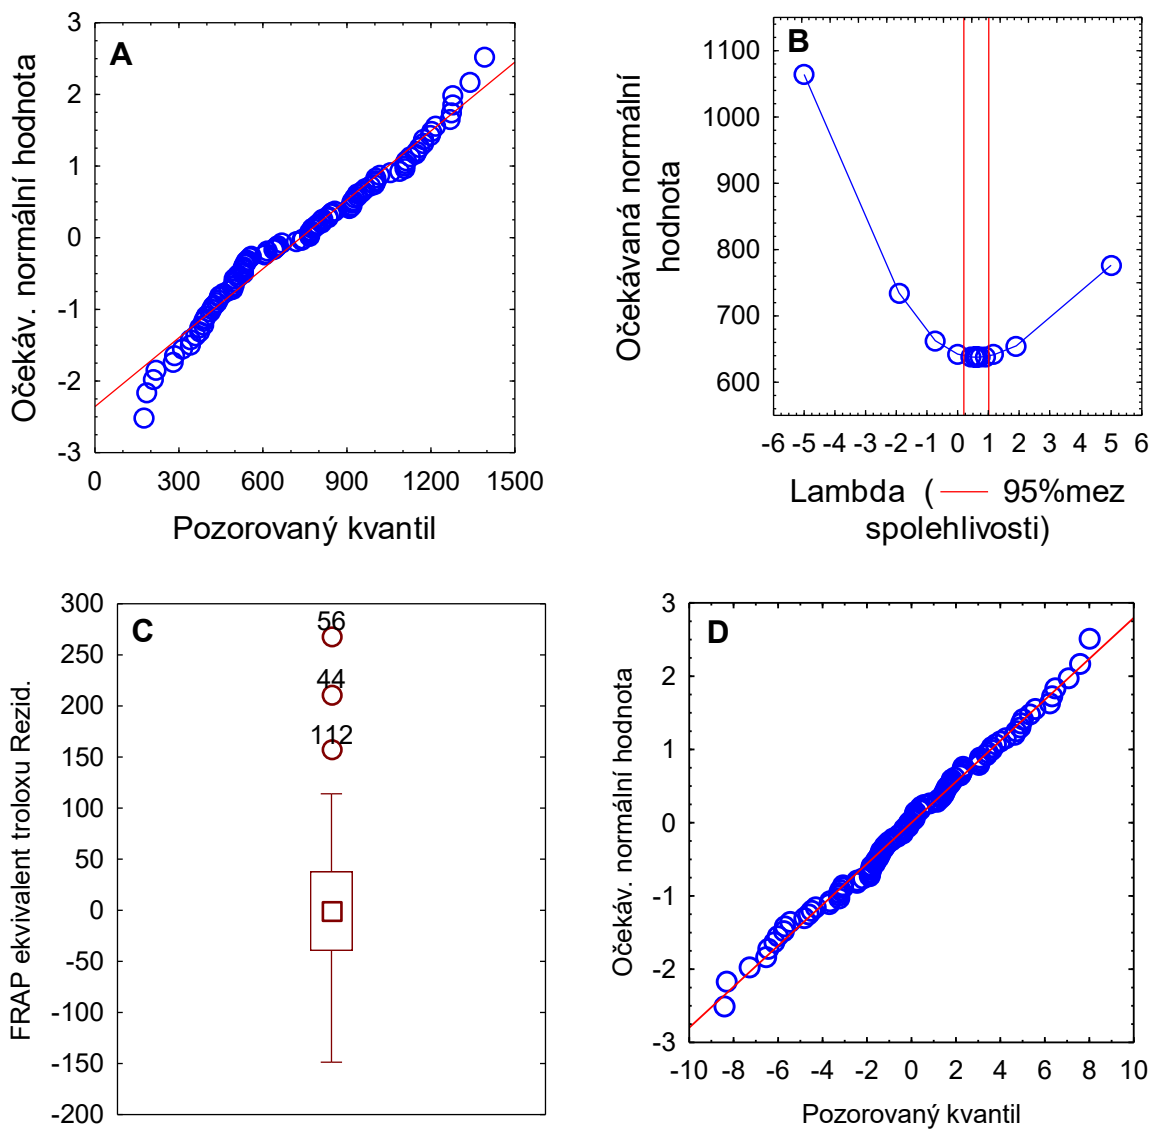 A
Očekáv. normální hodnota
3
2
1
0
-1
-2
-3
0 300 600 900 1200 1500
Pozorovaný kvantil
B
Očekávaná normální
hodnota
1100
1000
900
800
700
600
-6 -5 -4 -3 -2 -1 0 1 2 3 4 5 6
Lambda ( 95%mez
spolehlivosti)
C
FRAP ekvivalent troloxu Rezid.
300
250
200
150
100
50
0
-50
-100
-150
-200
56
44
112
D
Očekáv. normální hodnota
3
2
1
0
-1
-2
-3
-10 -8 -6 -4 -2 0 2 4 6 8 10
Pozorovaný kvantil